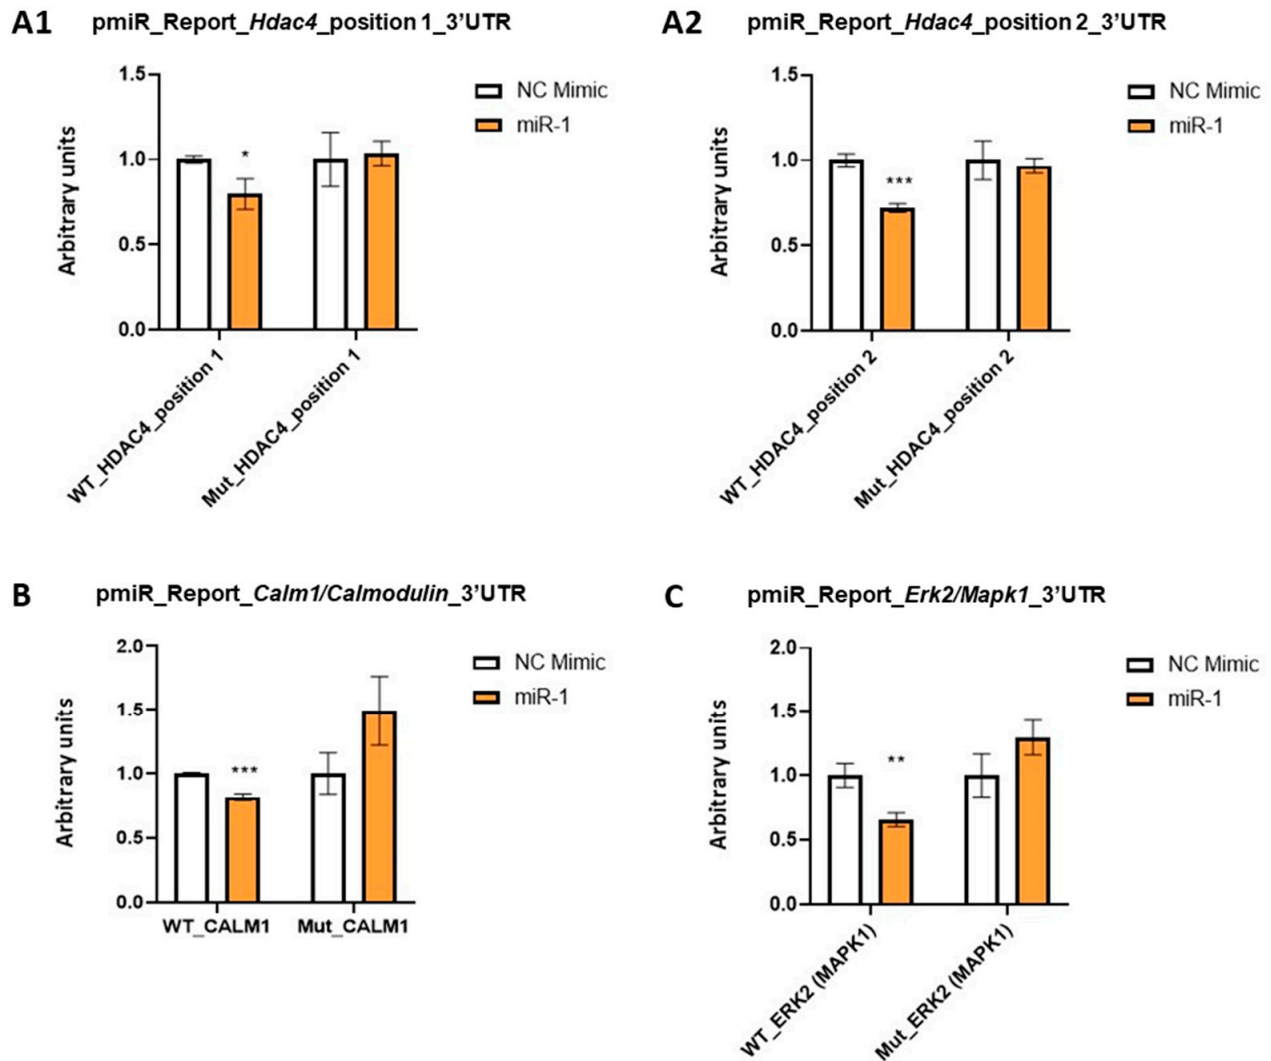 A1 pmiR_Report_Hdac4_position 1_3’UTR
NC Mimic
miR-1
Arbitrary units
1.5
1.0
0.5
0.0
*
WT_HDAC4_position 1
Mut_HDAC4_position 1
A2 pmiR_Report_Hdac4_position 2_3’UTR
NC Mimic
miR-1
Arbitrary units
1.5
1.0
0.5
0.0
***
WT_HDAC4_position 2
Mut_HDAC4_position 2
B pmiR_Report_Calm1/Calmodulin_3’UTR
NC Mimic
miR-1
Arbitrary units
2.0
1.5
1.0
0.5
0.0
***
WT_CALM1
Mut_CALM1
C pmiR_Report_Erk2/Mapk1_3’UTR
NC Mimic
miR-1
Arbitrary units
2.0
1.5
1.0
0.5
0.0
**
WT_ERK2 (MAPK1)
Mut_ERK2 (MAPK1)